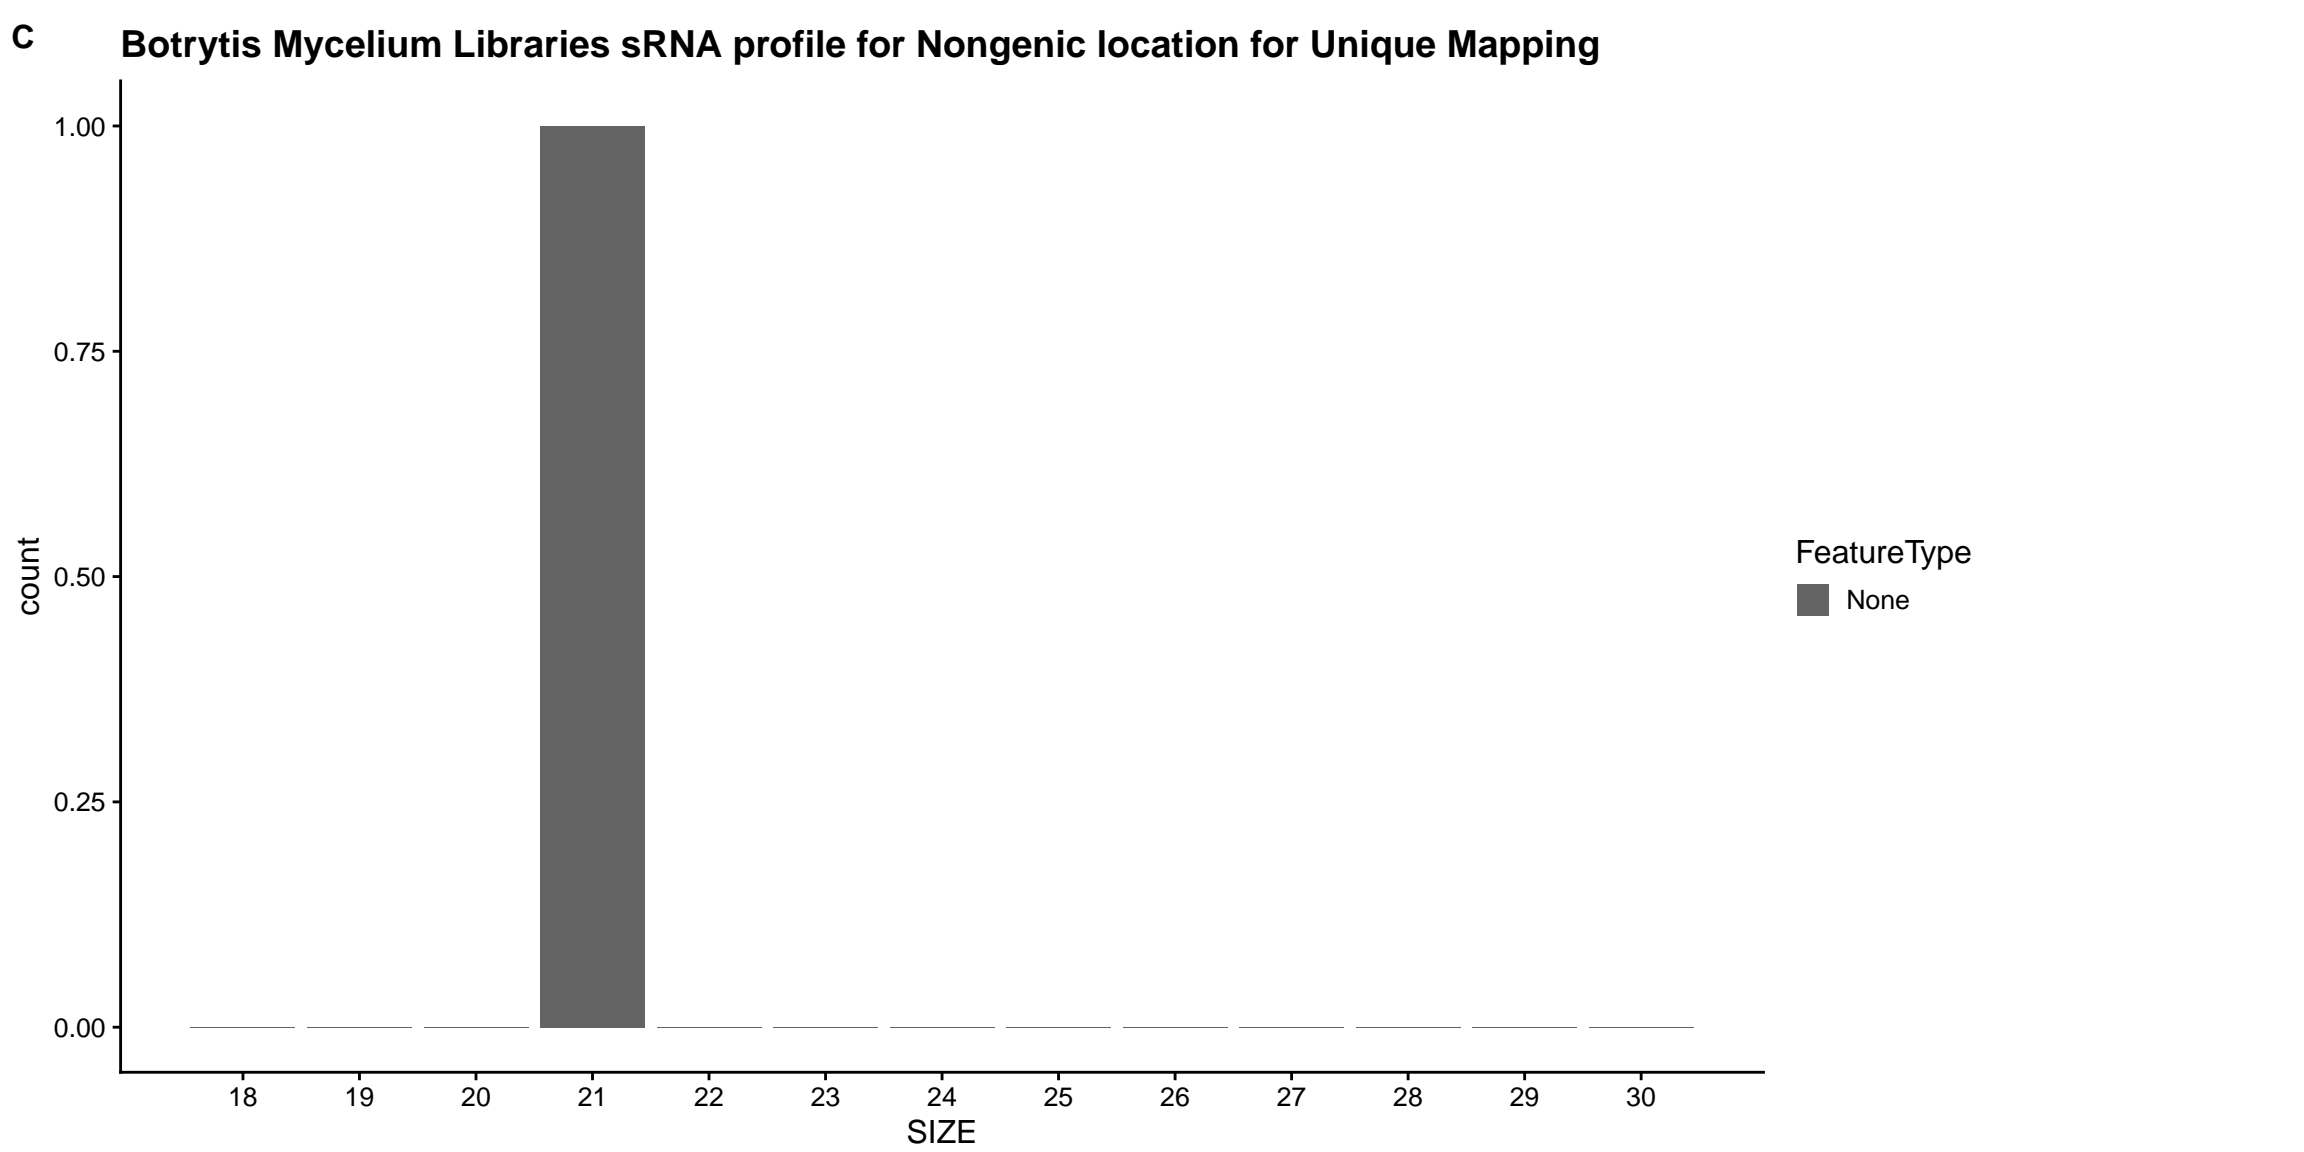 C
Botrytis Mycelium Libraries sRNA profile for Nongenic location for Unique Mapping
1.00
0.75
0.50
0.25
0.00
count
18 19 20 21 22 23 24 25 26 27 28 29 30
SIZE
FeatureType
None